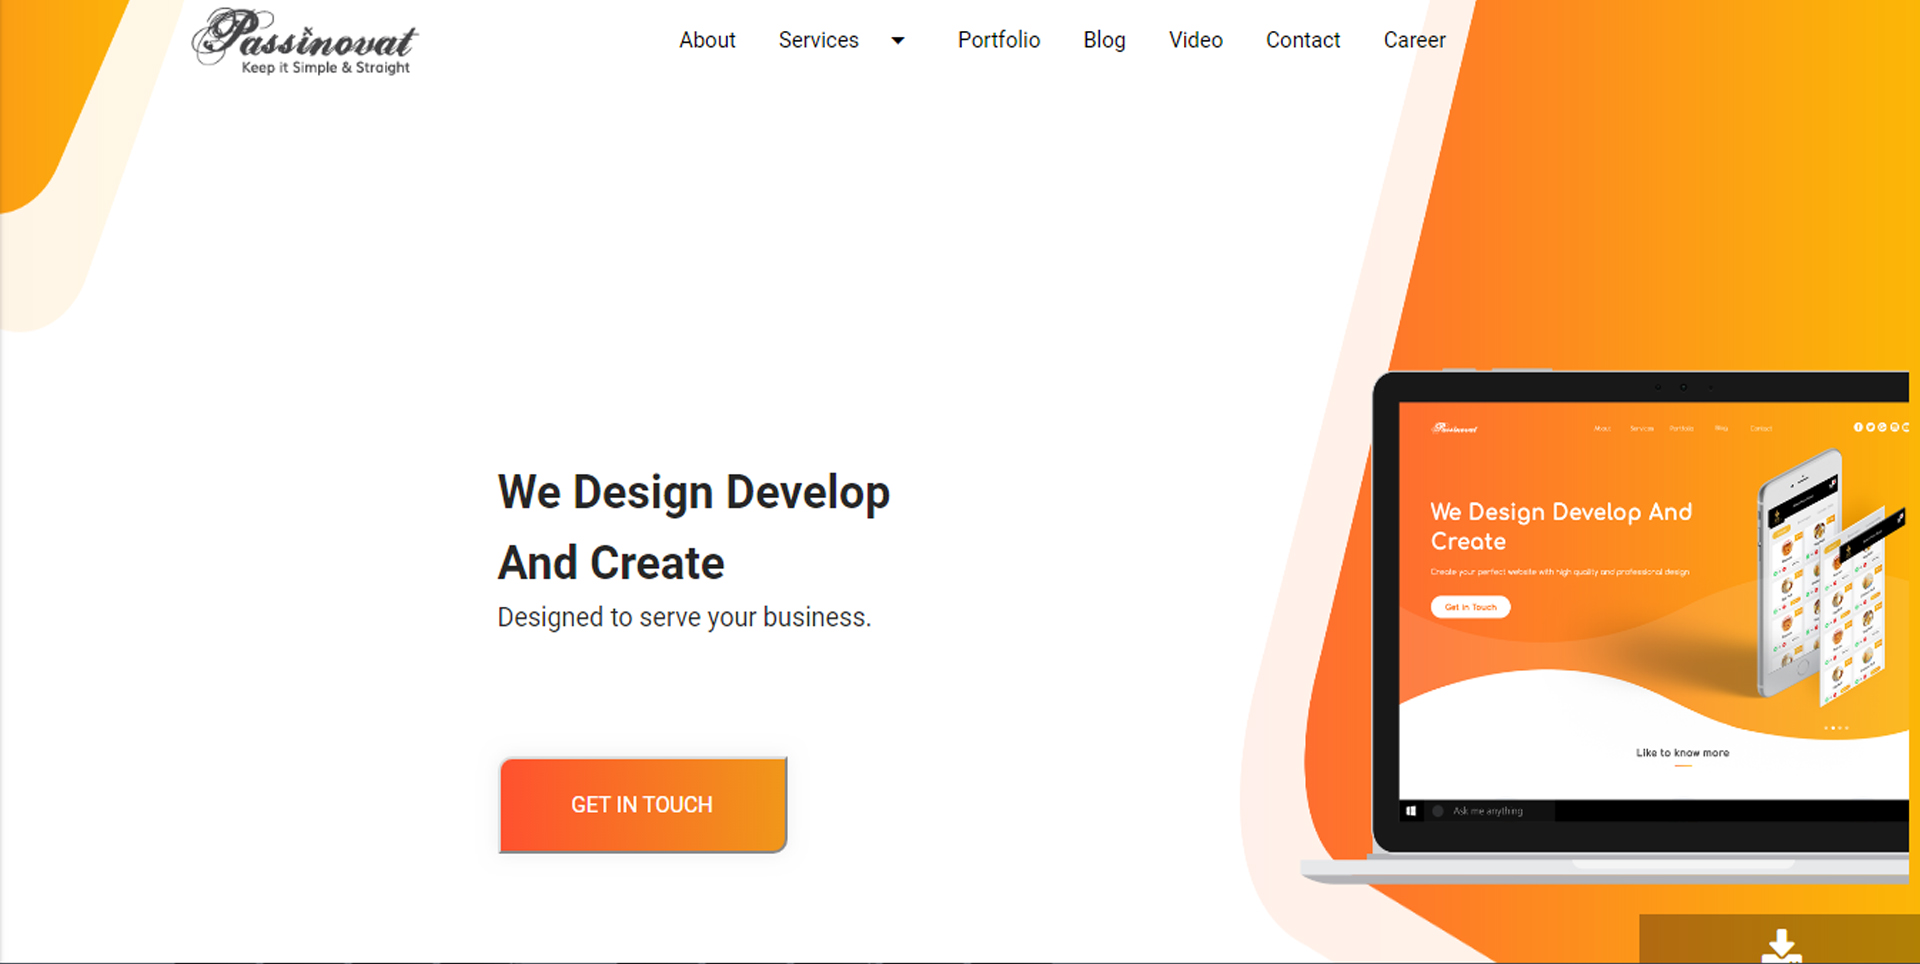 Passinovat
Keep it Simple & Straight
About Services Portfolio Blog Video Contact Career
We Design Develop
And Create
Designed to serve your business.
GET IN TOUCH
Passinovat
About Services Portfolio Blog Contact
We Design Develop And
Create
Create your perfect website with high quality and professional design
Get in Touch
Like to know more
Ask me anything